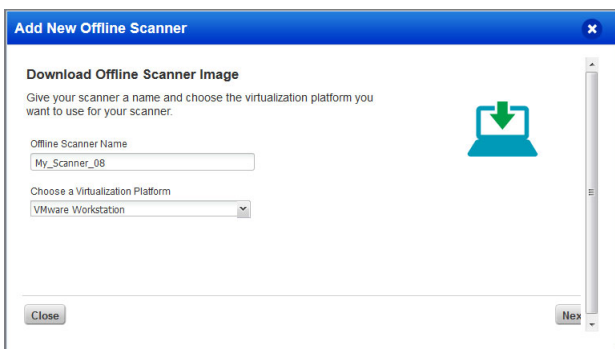 Add New Offline Scanner
Download Offline Scanner Image
Give your scanner a name and choose the virtualization platform you
want to use for your scanner.
Offline Scanner Name
My_Scanner_08
Choose a Virtualization Platform
VMware Workstation
Close
Nex